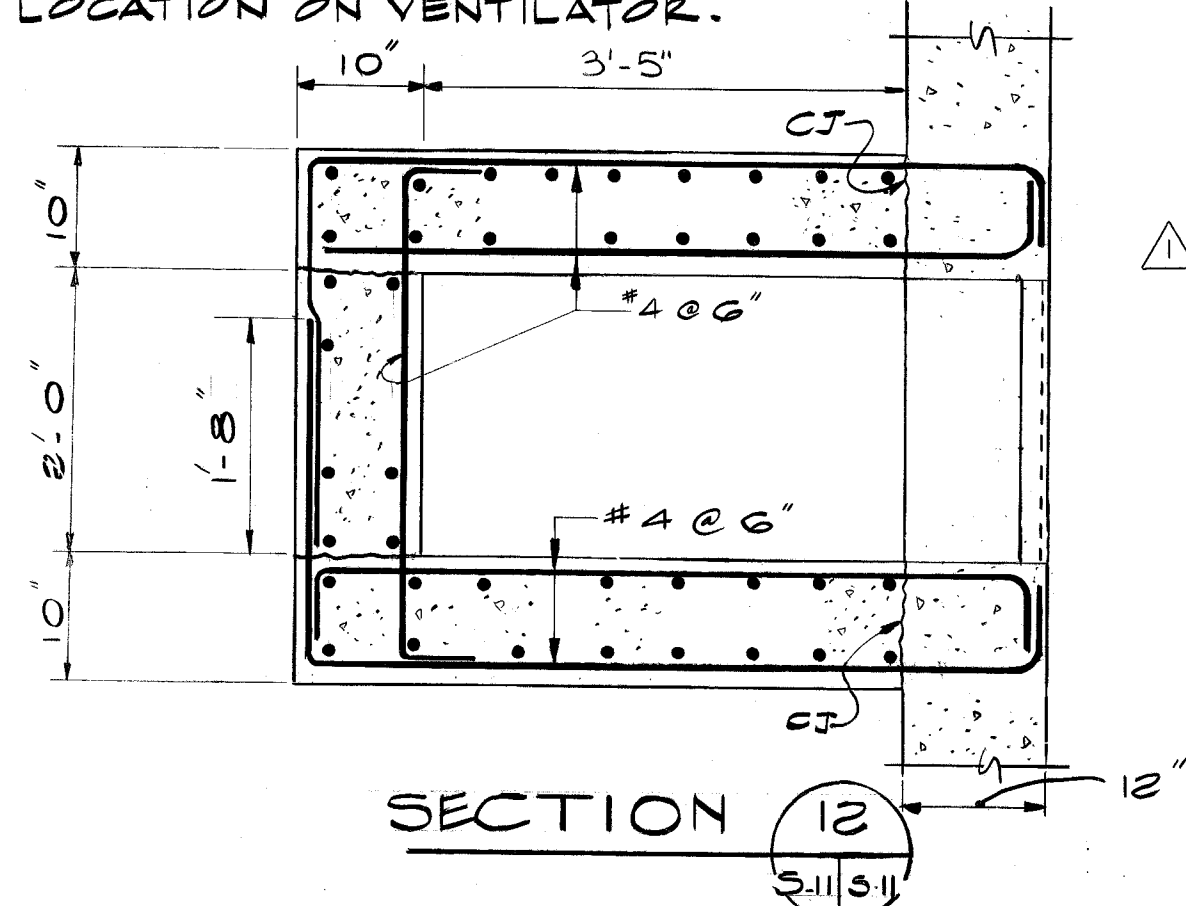 LOCATION ON VENTILATOR.
10"
3'-5"
CJ
10"
1
#4 @ 6"
2'-0"
1'-8"
#4 @ 6"
10"
CJ
12"
SECTION 12
S-11 S-11